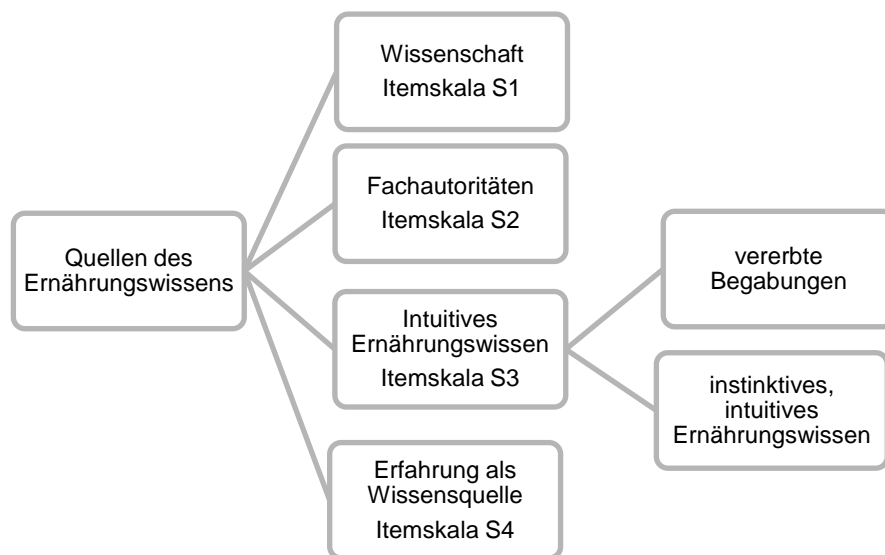 Quellen des
Ernährungswissens
Wissenschaft
Itemskala S1
Fachautoritäten
Itemskala S2
Intuitives
Ernährungswissen
Itemskala S3
Erfahrung als
Wissensquelle
Itemskala S4
vererbte
Begabungen
instinktives,
intuitives
Ernährungswissen